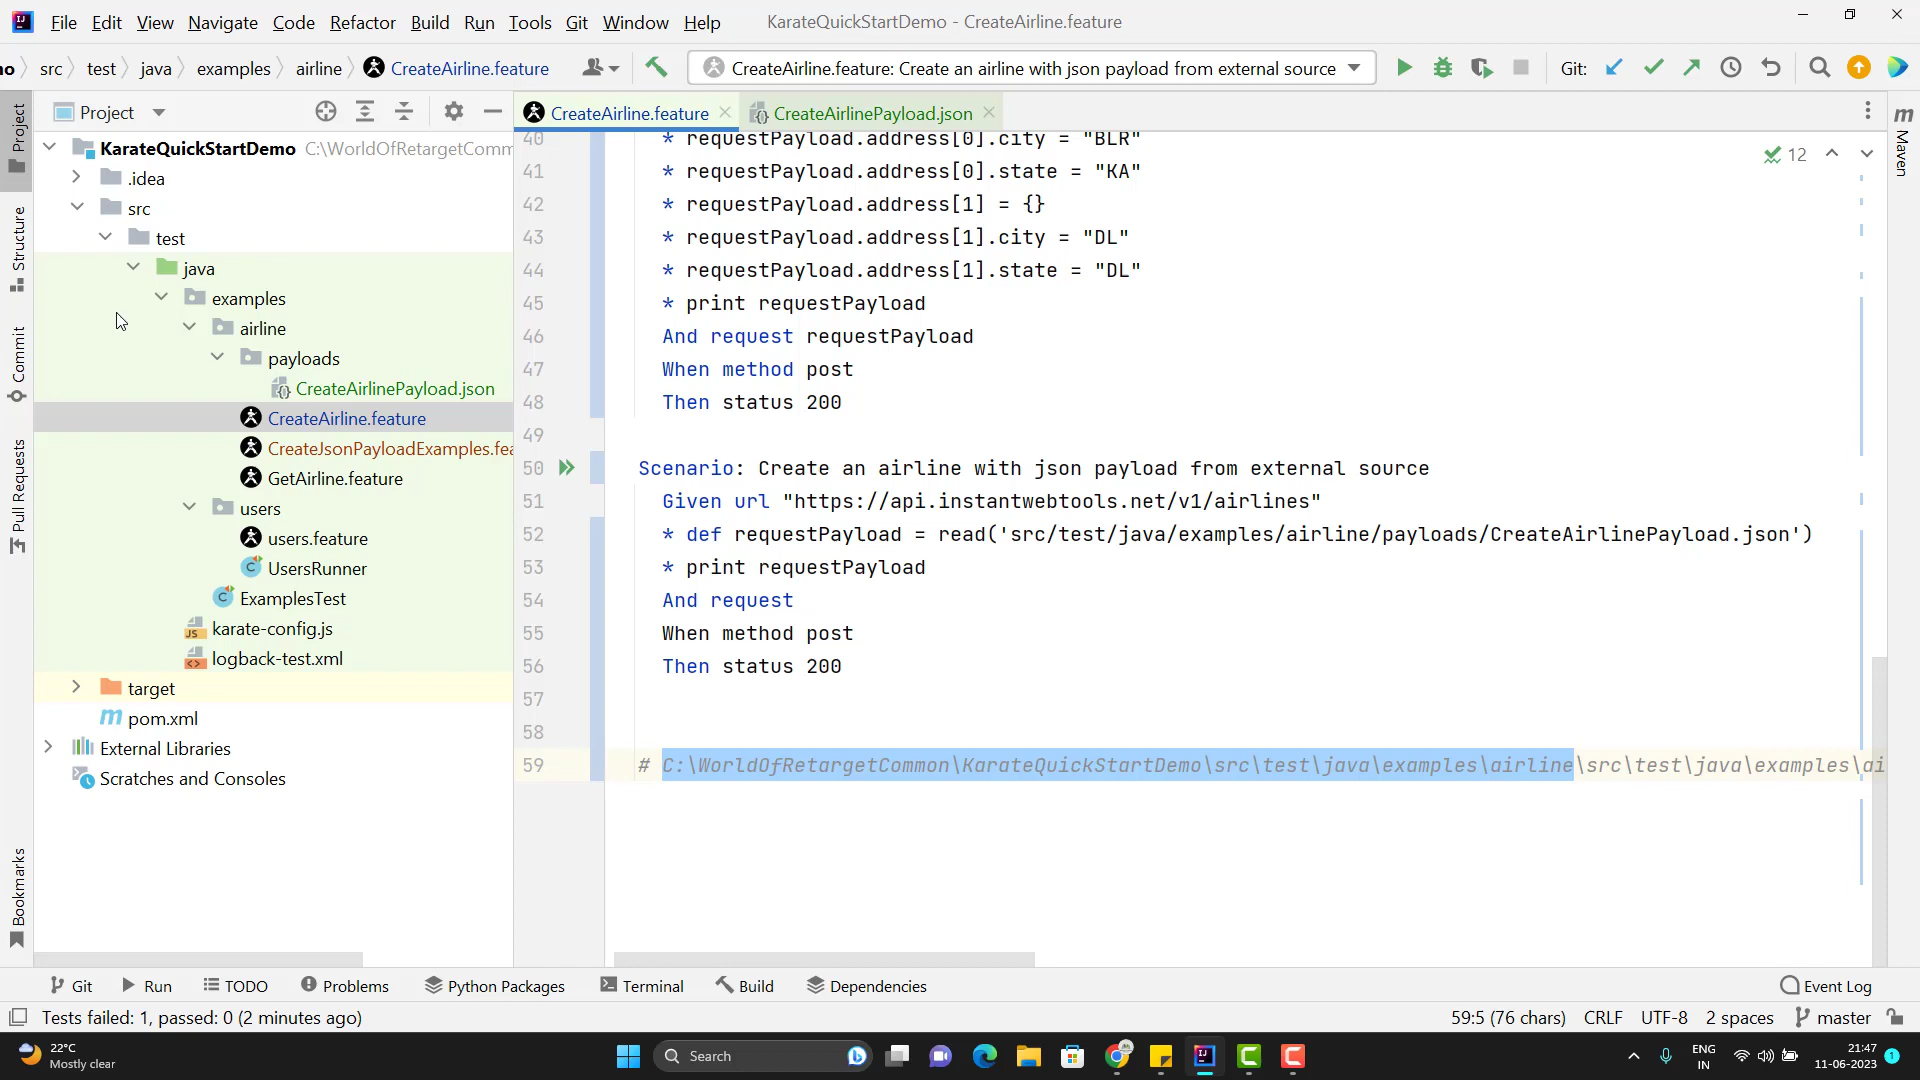 File Edit View Navigate Code Refactor Build Run Tools Git Window Help KarateQuickStartDemo - CreateAirline.feature
src test java examples airline CreateAirline.feature CreateAirline.feature: Create an airline with json payload from external source Git:
Project CreateAirline.feature CreateAirlinePayload.json
KarateQuickStartDemo C:\WorldOfRetargetComm
.idea
src
test
java
examples
airline
payloads
CreateAirlinePayload.json
CreateAirline.feature
CreateJsonPayloadExamples.fea
GetAirline.feature
users
users.feature
UsersRunner
ExamplesTest
karate-config.js
logback-test.xml
target
pom.xml
External Libraries
Scratches and Consoles
Project
Structure
Commit
Pull Requests
Bookmarks
40 * requestPayload.address[0].city = "BLR"
41 * requestPayload.address[0].state = "KA"
42 * requestPayload.address[1] = {}
43 * requestPayload.address[1].city = "DL"
44 * requestPayload.address[1].state = "DL"
45 * print requestPayload
46 And request requestPayload
47 When method post
48 Then status 200
49
50 Scenario: Create an airline with json payload from external source
51 Given url "https://api.instantwebtools.net/v1/airlines"
52 * def requestPayload = read('src/test/java/examples/airline/payloads/CreateAirlinePayload.json')
53 * print requestPayload
54 And request
55 When method post
56 Then status 200
57
58
59 # C:\WorldOfRetargetCommon\KarateQuickStartDemo\src\test\java\examples\airline\src\test\java\examples\ai
12
m
Maven
Git Run TODO Problems Python Packages Terminal Build Dependencies Event Log
Tests failed: 1, passed: 0 (2 minutes ago) 59:5 (76 chars) CRLF UTF-8 2 spaces master
22°C
Mostly clear
Search
ENG
IN
21:47
11-06-2023
1